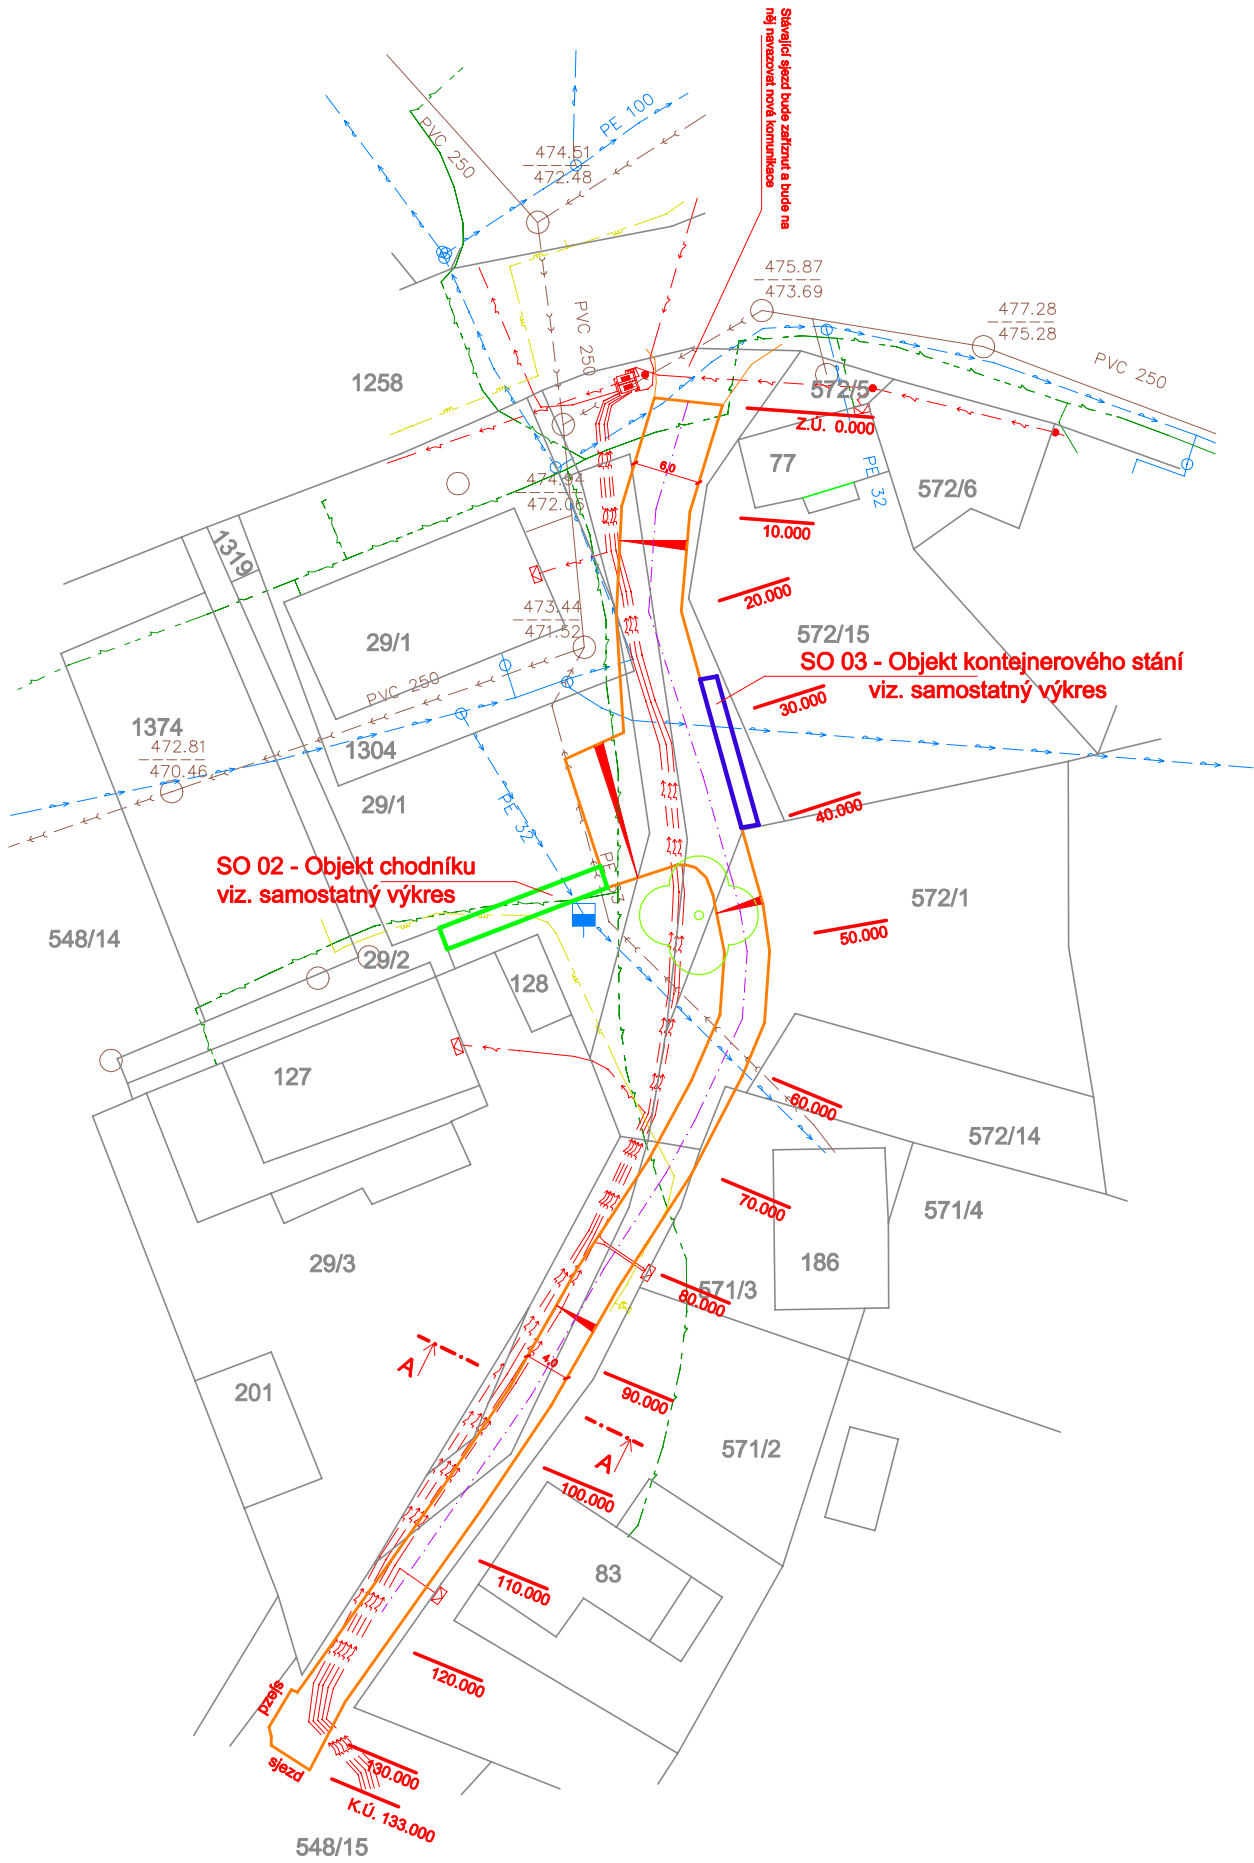 Stávající sjezd bude zaříznut a bude na
něj navazovat nová komunikace
PE 100
PVC 250
474.51
472.48
475.87
473.69
477.28
475.28
PVC 250
PVC 250
1258
572/5
Z.Ú. 0.000
6,0
77
PE 32
572/6
474.94
472.06
10.000
1319
20.000
473.44
471.52
572/15
29/1
SO 03 - Objekt kontejnerového stání
viz. samostatný výkres
PVC 250
30.000
1374
472.81
470.46
1304
29/1
PE 32
40.000
SO 02 - Objekt chodníku
viz. samostatný výkres
572/1
548/14
50.000
29/2
128
127
60.000
572/14
70.000
571/4
29/3
186
571/3
80.000
A
4,0
201
90.000
571/2
A
100.000
83
110.000
120.000
sjezd
sjezd
130.000
K.Ú. 133.000
548/15